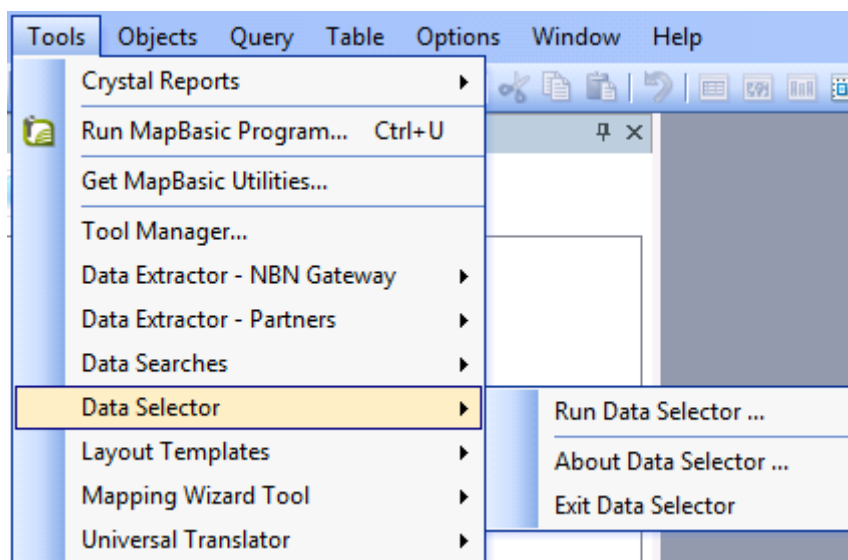 Tools Objects Query Table Options Window Help
Crystal Reports
Run MapBasic Program... Ctrl+U
Get MapBasic Utilities...
Tool Manager...
Data Extractor - NBN Gateway
Data Extractor - Partners
Data Searches
Data Selector
Run Data Selector ...
Layout Templates
About Data Selector ...
Mapping Wizard Tool
Exit Data Selector
Universal Translator